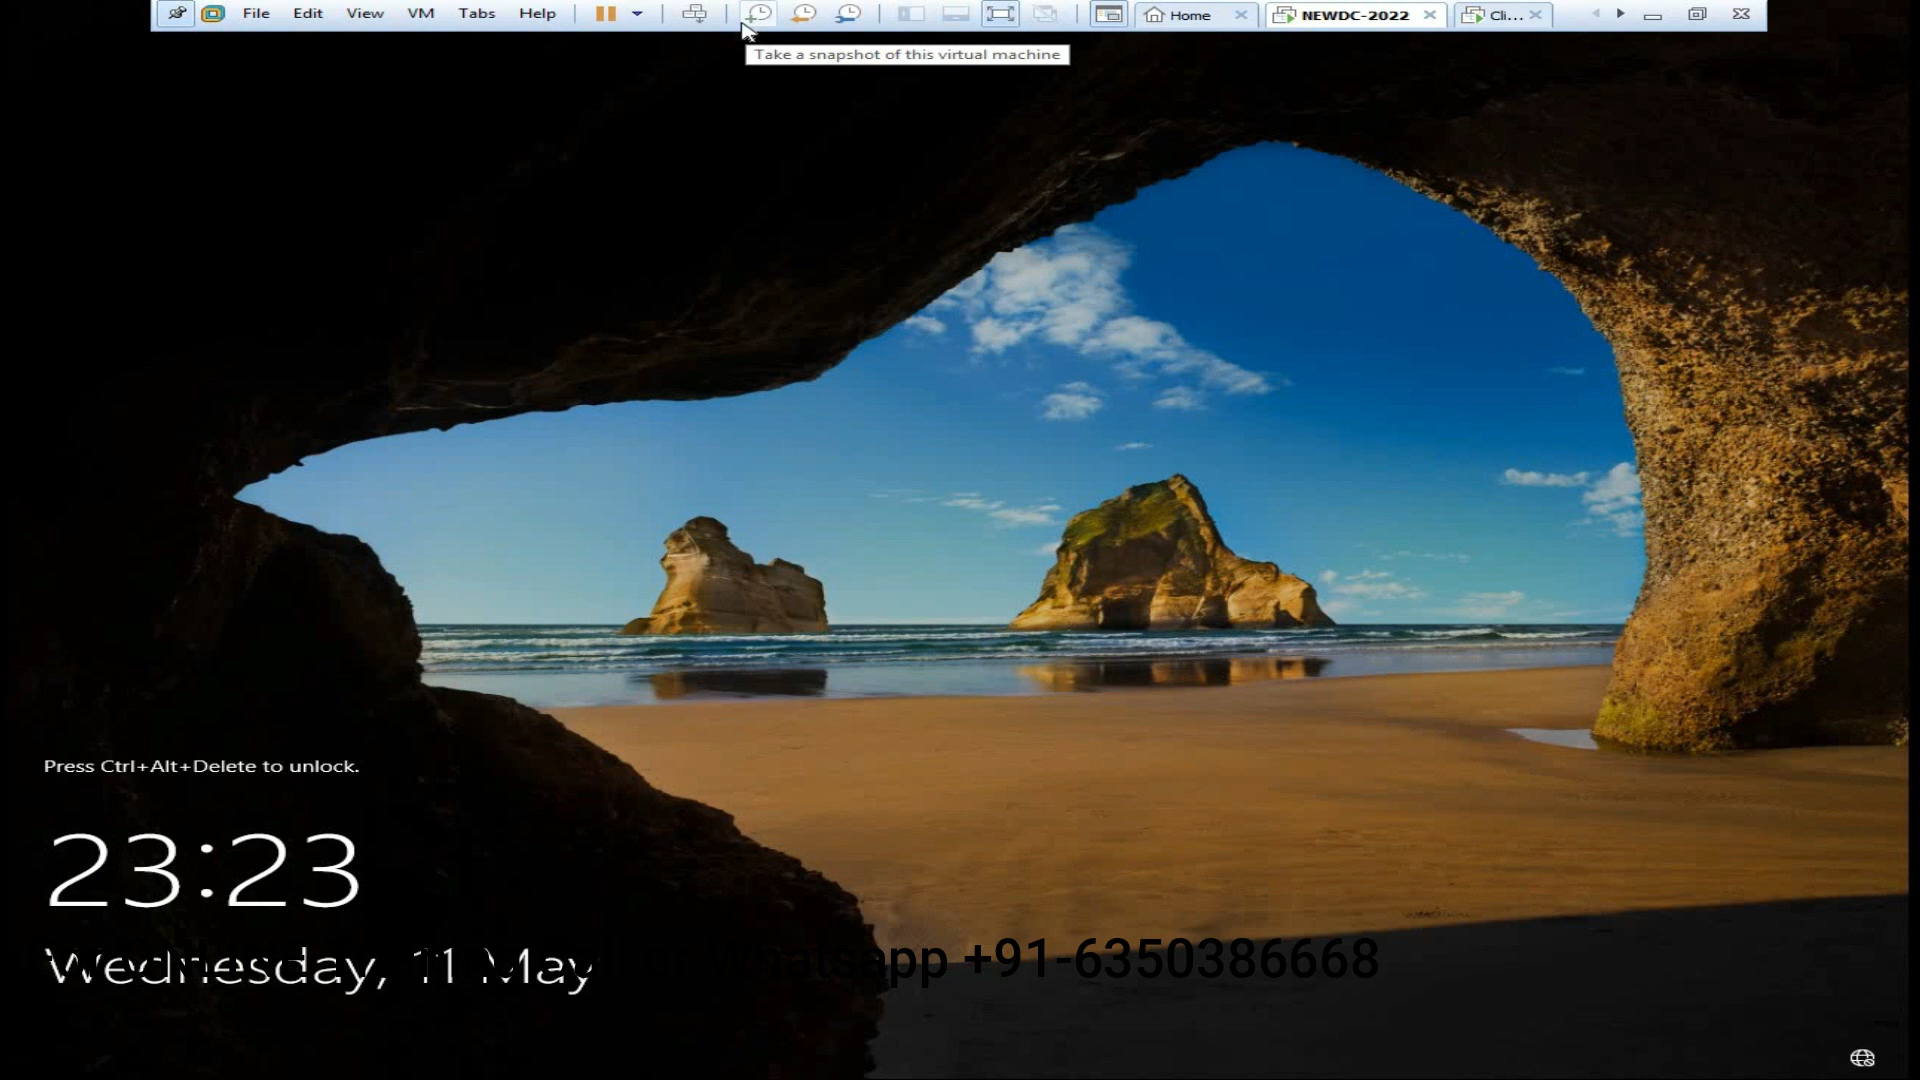 File Edit View VM Tabs Help Home NEWDC-2022 Cli...
Take a snapshot of this virtual machine
Press Ctrl+Alt+Delete to unlock.
23:23
Wednesday, 11 May
Whatsapp +91-6350386668